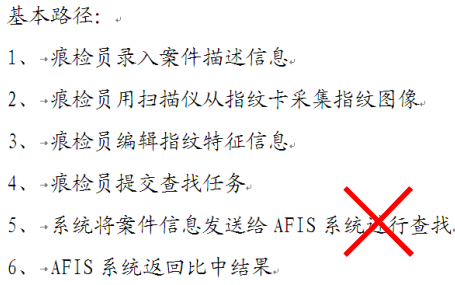 基本路径：
1、痕检员录入案件描述信息
2、痕检员用扫描仪从指纹卡采集指纹图像
3、痕检员编辑指纹特征信息
4、痕检员提交查找任务
5、系统将案件信息发送给 AFIS 系统进行查找
6、AFIS 系统返回比中结果